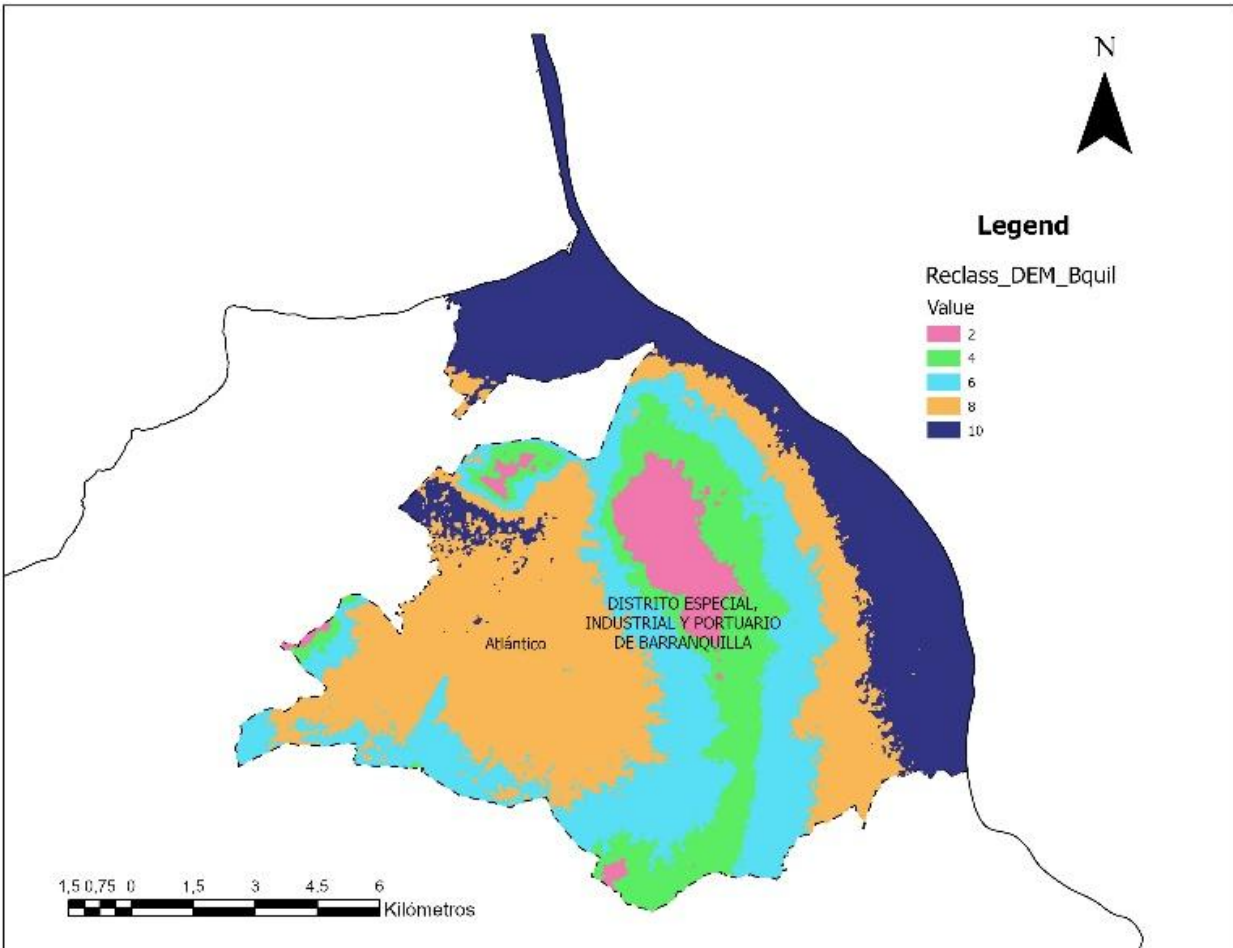 N
Legend
Reclass_DEM_Bquil
Value
2
4
6
8
10
DISTRITO ESPECIAL,
INDUSTRIAL Y PORTUARIO
DE BARRANQUILLA
Atlántico
1,5 0,75 0 1,5 3 4,5 6
Kilómetros